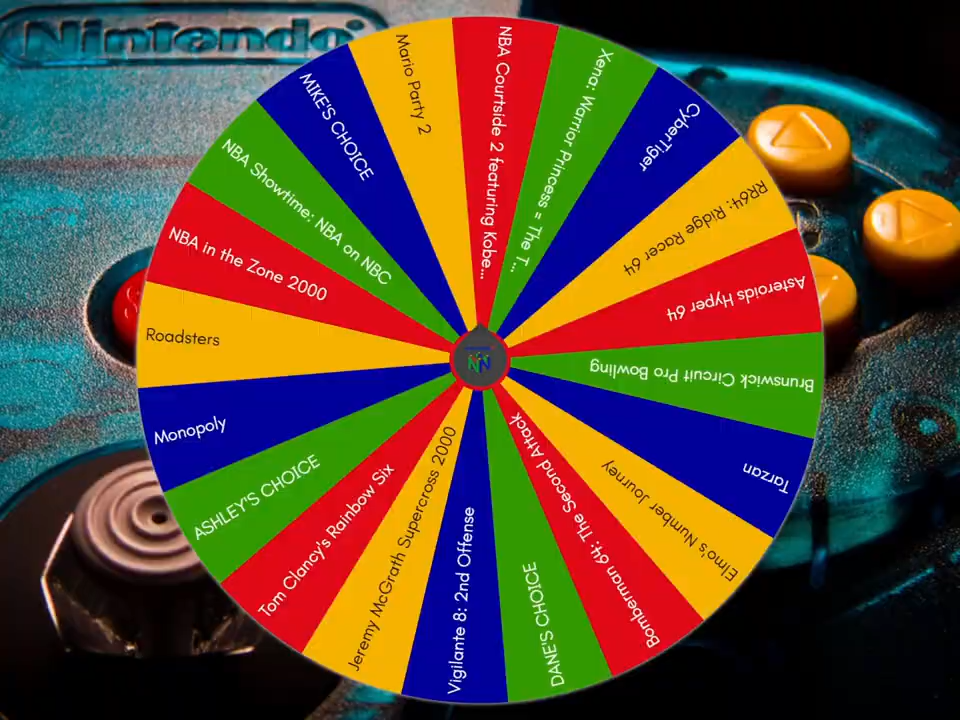 Nintendo
NBA Courtside 2 featuring Kobe...
Xena: Warrior Princess = The T...
CyberTiger
RR64: Ridge Racer 64
Asteroids Hyper 64
Brunswick Circuit Pro Bowling
Tarzan
Elmo's Number Journey
Bomberman 64: The Second Attack
DANE'S CHOICE
Vigilante 8: 2nd Offense
Jeremy McGrath Supercross 2000
Tom Clancy's Rainbow Six
ASHLEY'S CHOICE
Monopoly
Roadsters
NBA in the Zone 2000
NBA Showtime: NBA on NBC
MIKE'S CHOICE
Mario Party 2